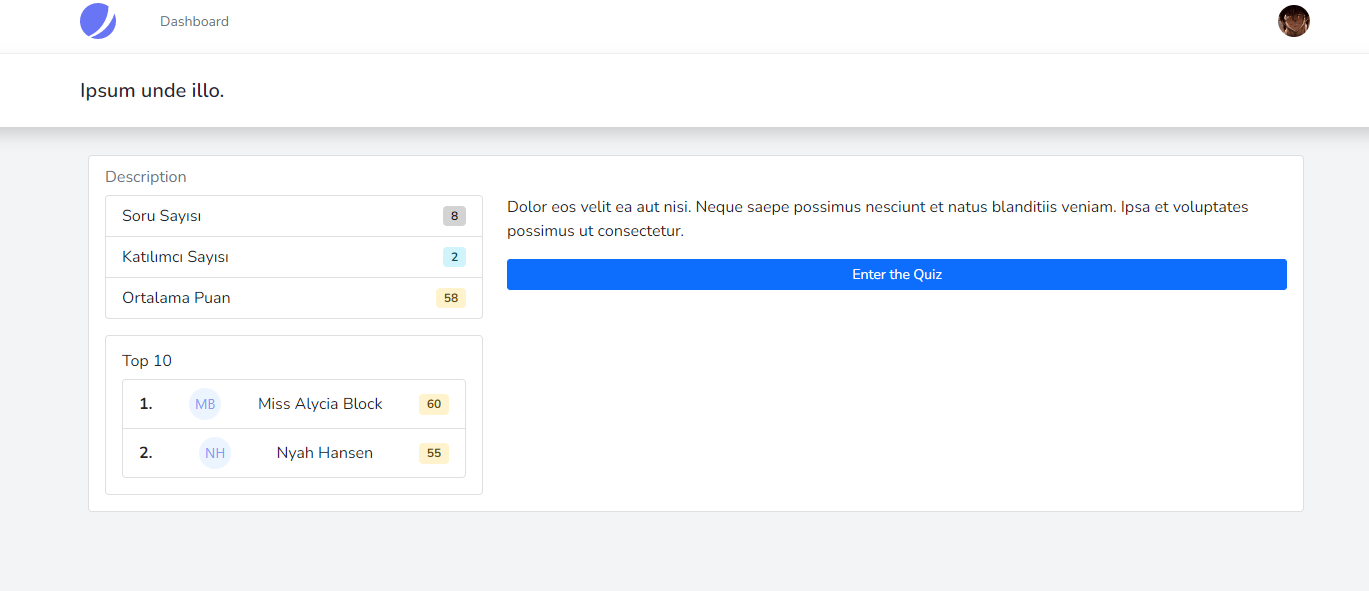 Dashboard
Ipsum unde illo.
Description
Soru Sayısı 8
Katılımcı Sayısı 2
Ortalama Puan 58
Top 10
1. MB Miss Alycia Block 60
2. NH Nyah Hansen 55
Dolor eos velit ea aut nisi. Neque saepe possimus nesciunt et natus blanditiis veniam. Ipsa et voluptates
possimus ut consectetur.
Enter the Quiz